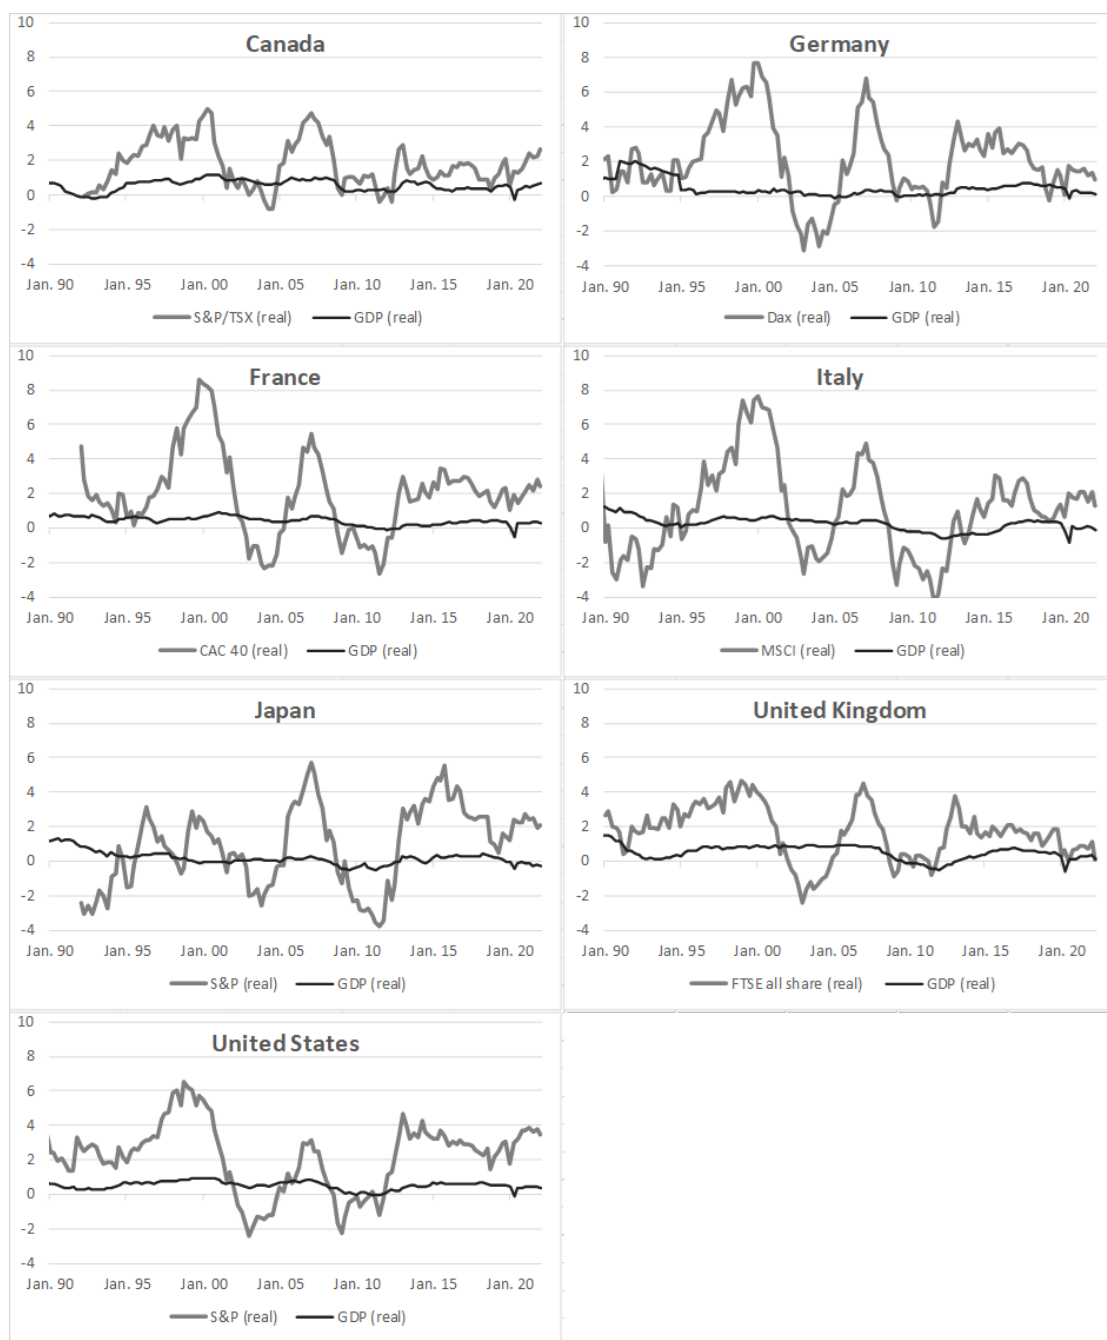 Canada
10
8
6
4
2
0
-2
-4
Jan. 90 Jan. 95 Jan. 00 Jan. 05 Jan. 10 Jan. 15 Jan. 20
S&P/TSX (real) GDP (real)
Germany
10
8
6
4
2
0
-2
-4
Jan. 90 Jan. 95 Jan. 00 Jan. 05 Jan. 10 Jan. 15 Jan. 20
Dax (real) GDP (real)
France
10
8
6
4
2
0
-2
-4
Jan. 90 Jan. 95 Jan. 00 Jan. 05 Jan. 10 Jan. 15 Jan. 20
CAC 40 (real) GDP (real)
Italy
10
8
6
4
2
0
-2
-4
Jan. 90 Jan. 95 Jan. 00 Jan. 05 Jan. 10 Jan. 15 Jan. 20
MSCI (real) GDP (real)
Japan
10
8
6
4
2
0
-2
-4
Jan. 90 Jan. 95 Jan. 00 Jan. 05 Jan. 10 Jan. 15 Jan. 20
S&P (real) GDP (real)
United Kingdom
10
8
6
4
2
0
-2
-4
Jan. 90 Jan. 95 Jan. 00 Jan. 05 Jan. 10 Jan. 15 Jan. 20
FTSE all share (real) GDP (real)
United States
10
8
6
4
2
0
-2
-4
Jan. 90 Jan. 95 Jan. 00 Jan. 05 Jan. 10 Jan. 15 Jan. 20
S&P (real) GDP (real)